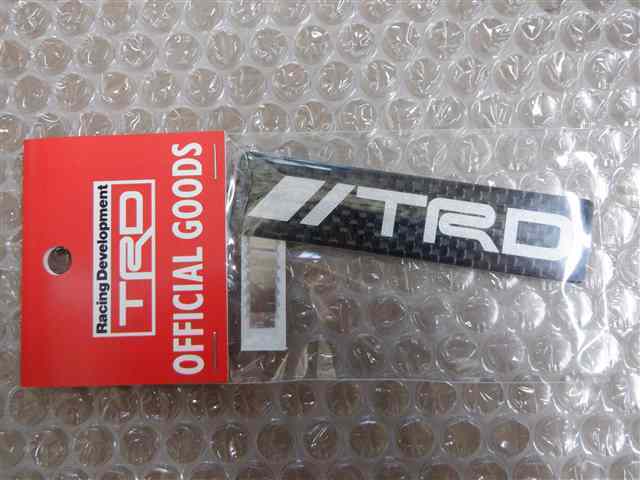 Racing Development
TRD
OFFICIAL GOODS
TRD